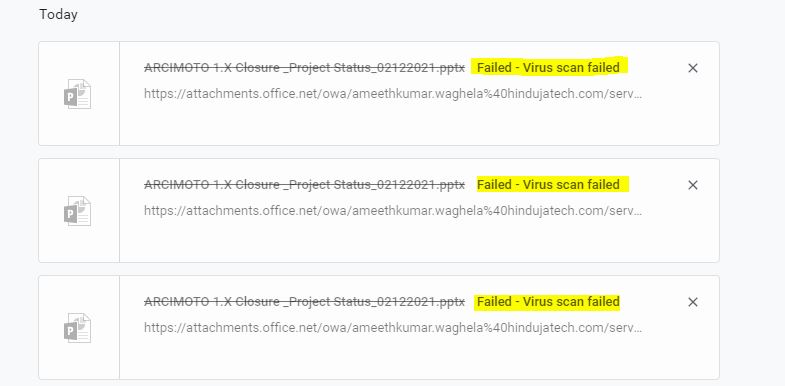 Today
ARCIMOTO 1.X Closure _Project Status_02122021.pptx Failed - Virus scan failed
https://attachments.office.net/owa/ameethkumar.waghela%40hindujatech.com/serv...
ARCIMOTO 1.X Closure _Project Status_02122021.pptx Failed - Virus scan failed
https://attachments.office.net/owa/ameethkumar.waghela%40hindujatech.com/serv...
ARCIMOTO 1.X Closure _Project Status_02122021.pptx Failed - Virus scan failed
https://attachments.office.net/owa/ameethkumar.waghela%40hindujatech.com/serv...